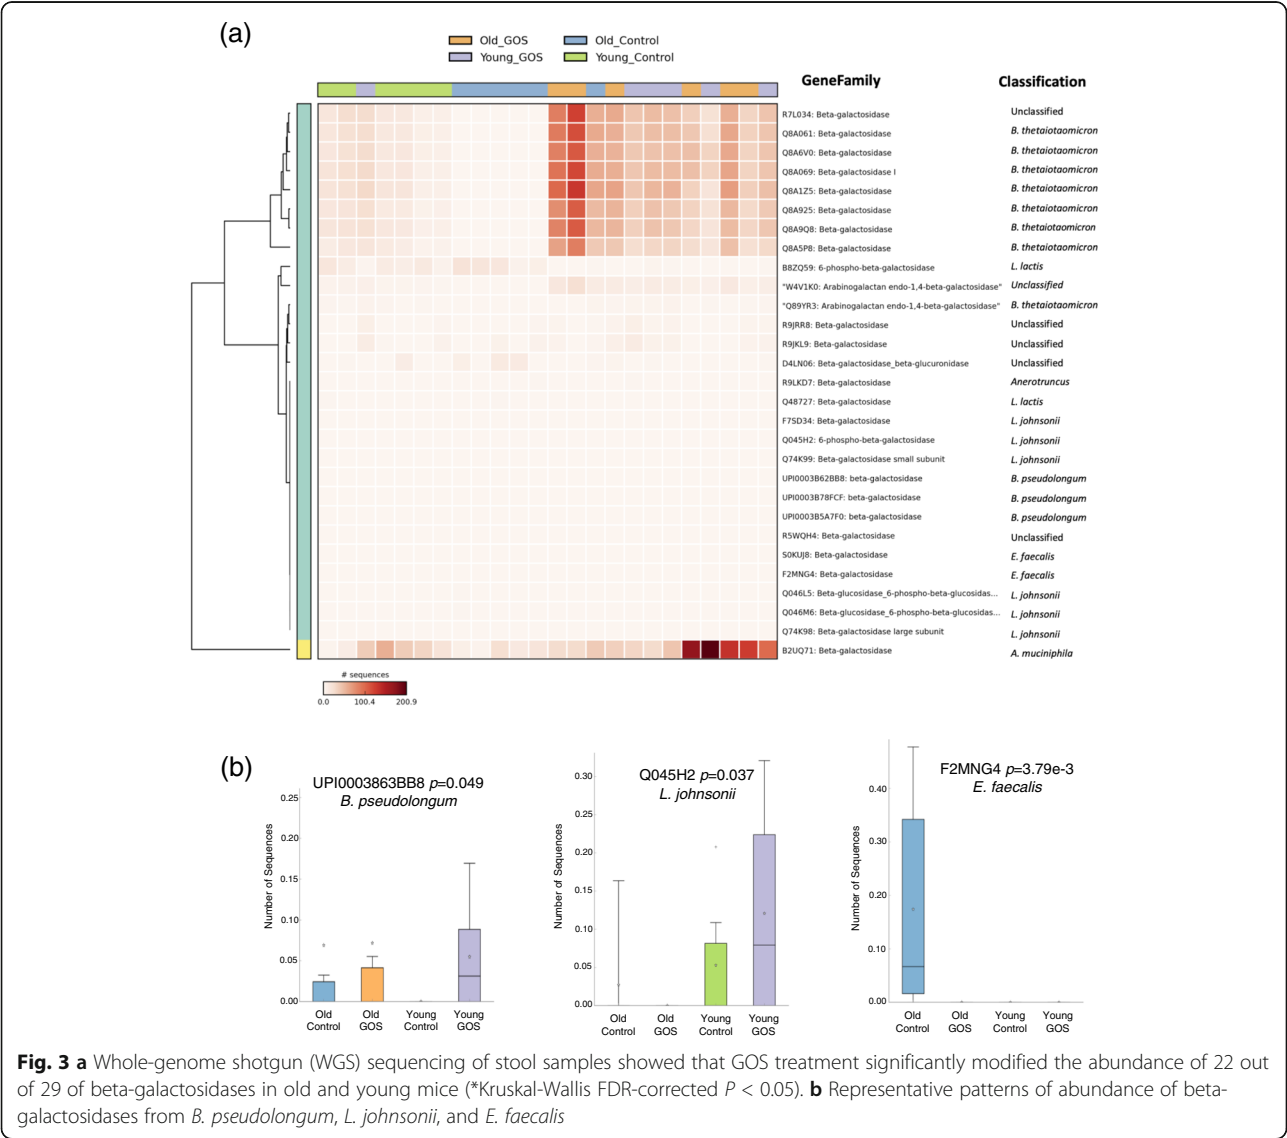 (a)
Old_GOS Old_Control
Young_GOS Young_Control
GeneFamily Classification
R7L034: Beta-galactosidase Unclassified
Q8A061: Beta-galactosidase B. thetaiotaomicron
Q8A6V0: Beta-galactosidase B. thetaiotaomicron
Q8A069: Beta-galactosidase I B. thetaiotaomicron
Q8A1Z5: Beta-galactosidase B. thetaiotaomicron
Q8A925: Beta-galactosidase B. thetaiotaomicron
Q8A9Q8: Beta-galactosidase B. thetaiotaomicron
Q8A5P8: Beta-galactosidase B. thetaiotaomicron
B8ZQ59: 6-phospho-beta-galactosidase L. lactis
"W4V1K0: Arabinogalactan endo-1,4-beta-galactosidase" Unclassified
"Q89YR3: Arabinogalactan endo-1,4-beta-galactosidase" B. thetaiotaomicron
R9JRR8: Beta-galactosidase Unclassified
R9JKL9: Beta-galactosidase Unclassified
D4LN06: Beta-galactosidase_beta-glucuronidase Unclassified
R9LKD7: Beta-galactosidase Anerotruncus
Q48727: Beta-galactosidase L. lactis
F7SD34: Beta-galactosidase L. johnsonii
Q045H2: 6-phospho-beta-galactosidase L. johnsonii
Q74K99: Beta-galactosidase small subunit L. johnsonii
UPI0003B62BB8: beta-galactosidase B. pseudolongum
UPI0003B78FCF: beta-galactosidase B. pseudolongum
UPI0003B5A7F0: beta-galactosidase B. pseudolongum
R5WQH4: Beta-galactosidase Unclassified
S0KUJ8: Beta-galactosidase E. faecalis
F2MNG4: Beta-galactosidase E. faecalis
Q046L5: Beta-glucosidase_6-phospho-beta-glucosidas... L. johnsonii
Q046M6: Beta-glucosidase_6-phospho-beta-glucosidas... L. johnsonii
Q74K98: Beta-galactosidase large subunit L. johnsonii
B2UQ71: Beta-galactosidase A. muciniphila
# sequences
0.0 100.4 200.9
(b)
UPI0003863BB8 p=0.049
B. pseudolongum
Number of Sequences
0.25
0.20
0.15
0.10
0.05
0.00
Old Control
Old GOS
Young Control
Young GOS
Q045H2 p=0.037
L. johnsonii
Number of Sequences
0.30
0.25
0.20
0.15
0.10
0.05
0.00
Old Control
Old GOS
Young Control
Young GOS
F2MNG4 p=3.79e-3
E. faecalis
Number of Sequences
0.40
0.30
0.20
0.10
0.00
Old Control
Old GOS
Young Control
Young GOS
Fig. 3 a Whole-genome shotgun (WGS) sequencing of stool samples showed that GOS treatment significantly modified the abundance of 22 out
of 29 of beta-galactosidases in old and young mice (*Kruskal-Wallis FDR-corrected P < 0.05). b Representative patterns of abundance of beta-
galactosidases from B. pseudolongum, L. johnsonii, and E. faecalis